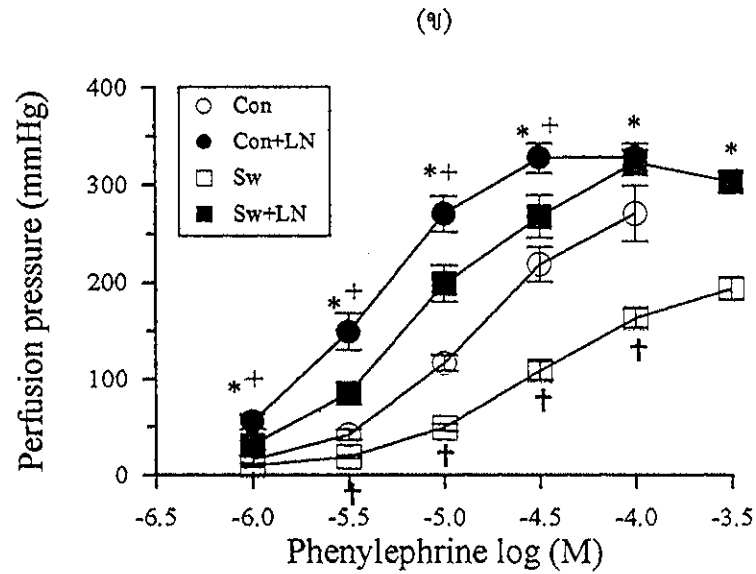 (ข)
Perfusion pressure (mmHg)
400
300
200
100
0
Con
Con+LN
Sw
Sw+LN
* +
* +
* +
* +
*
*
†
†
†
†
-6.5 -6.0 -5.5 -5.0 -4.5 -4.0 -3.5
Phenylephrine log (M)